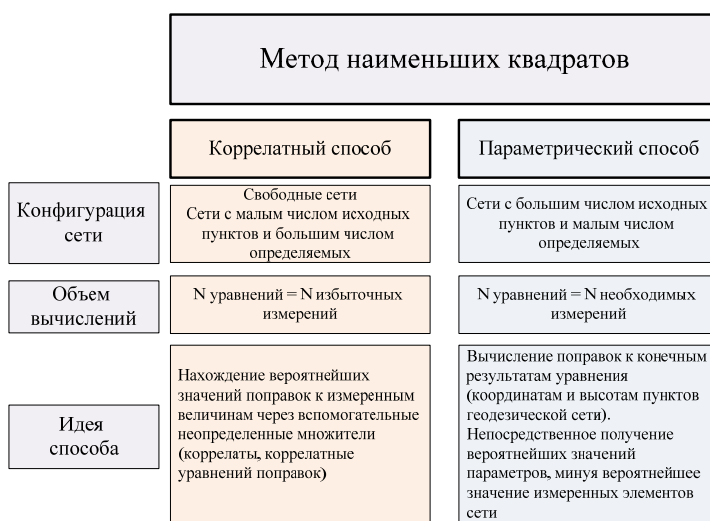 Метод наименьших квадратов
Коррелатный способ
Параметрический способ
Конфигурация
сети
Свободные сети
Сети с малым числом исходных
пунктов и большим числом
определяемых
Сети с большим числом исходных
пунктов и малым числом
определяемых
Объем
вычислений
N уравнений = N избыточных
измерений
N уравнений = N необходимых
измерений
Идея
способа
Нахождение вероятнейших
значений поправок к измеренным
величинам через вспомогательные
неопределенные множители
(коррелаты, коррелатные
уравнений поправок)
Вычисление поправок к конечным
результатам уравнения
(координатам и высотам пунктов
геодезической сети).
Непосредственное получение
вероятнейших значений
параметров, минуя вероятнейшее
значение измеренных элементов
сети